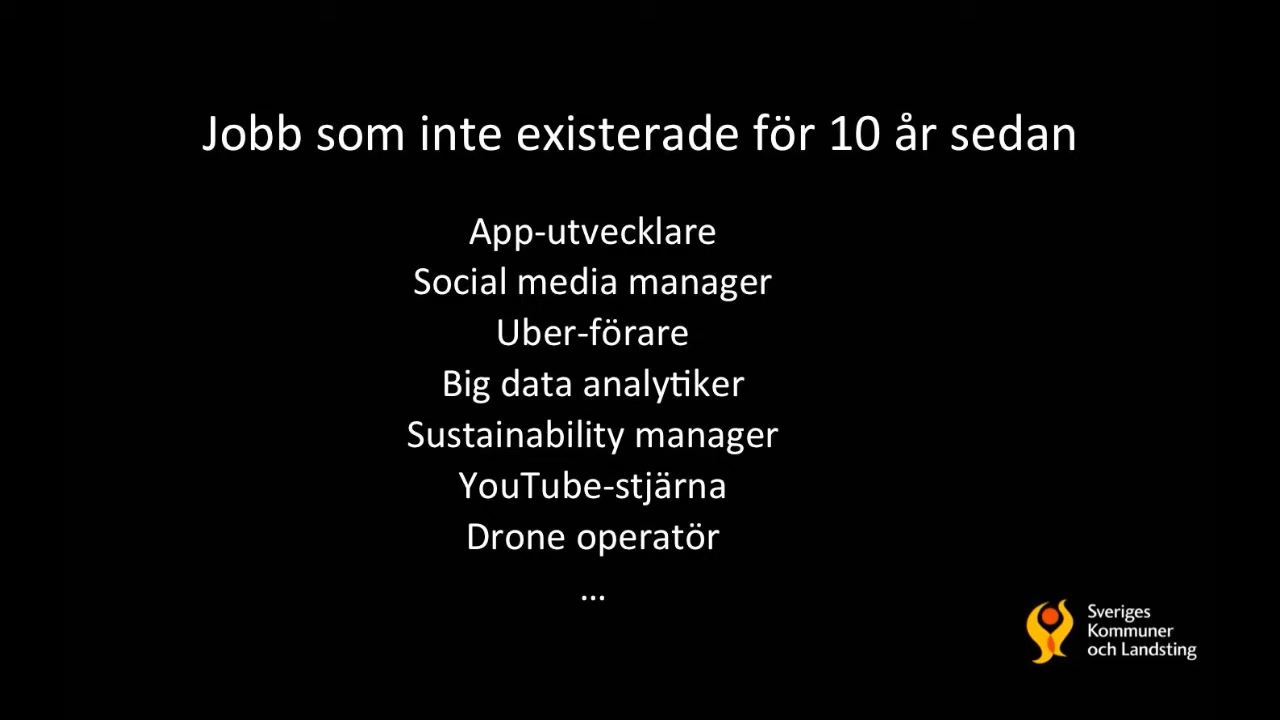 Jobb som inte existerade för 10 år sedan
App-utvecklare
Social media manager
Uber-förare
Big data analytiker
Sustainability manager
YouTube-stjärna
Drone operatör
...
Sveriges
Kommuner
och Landsting